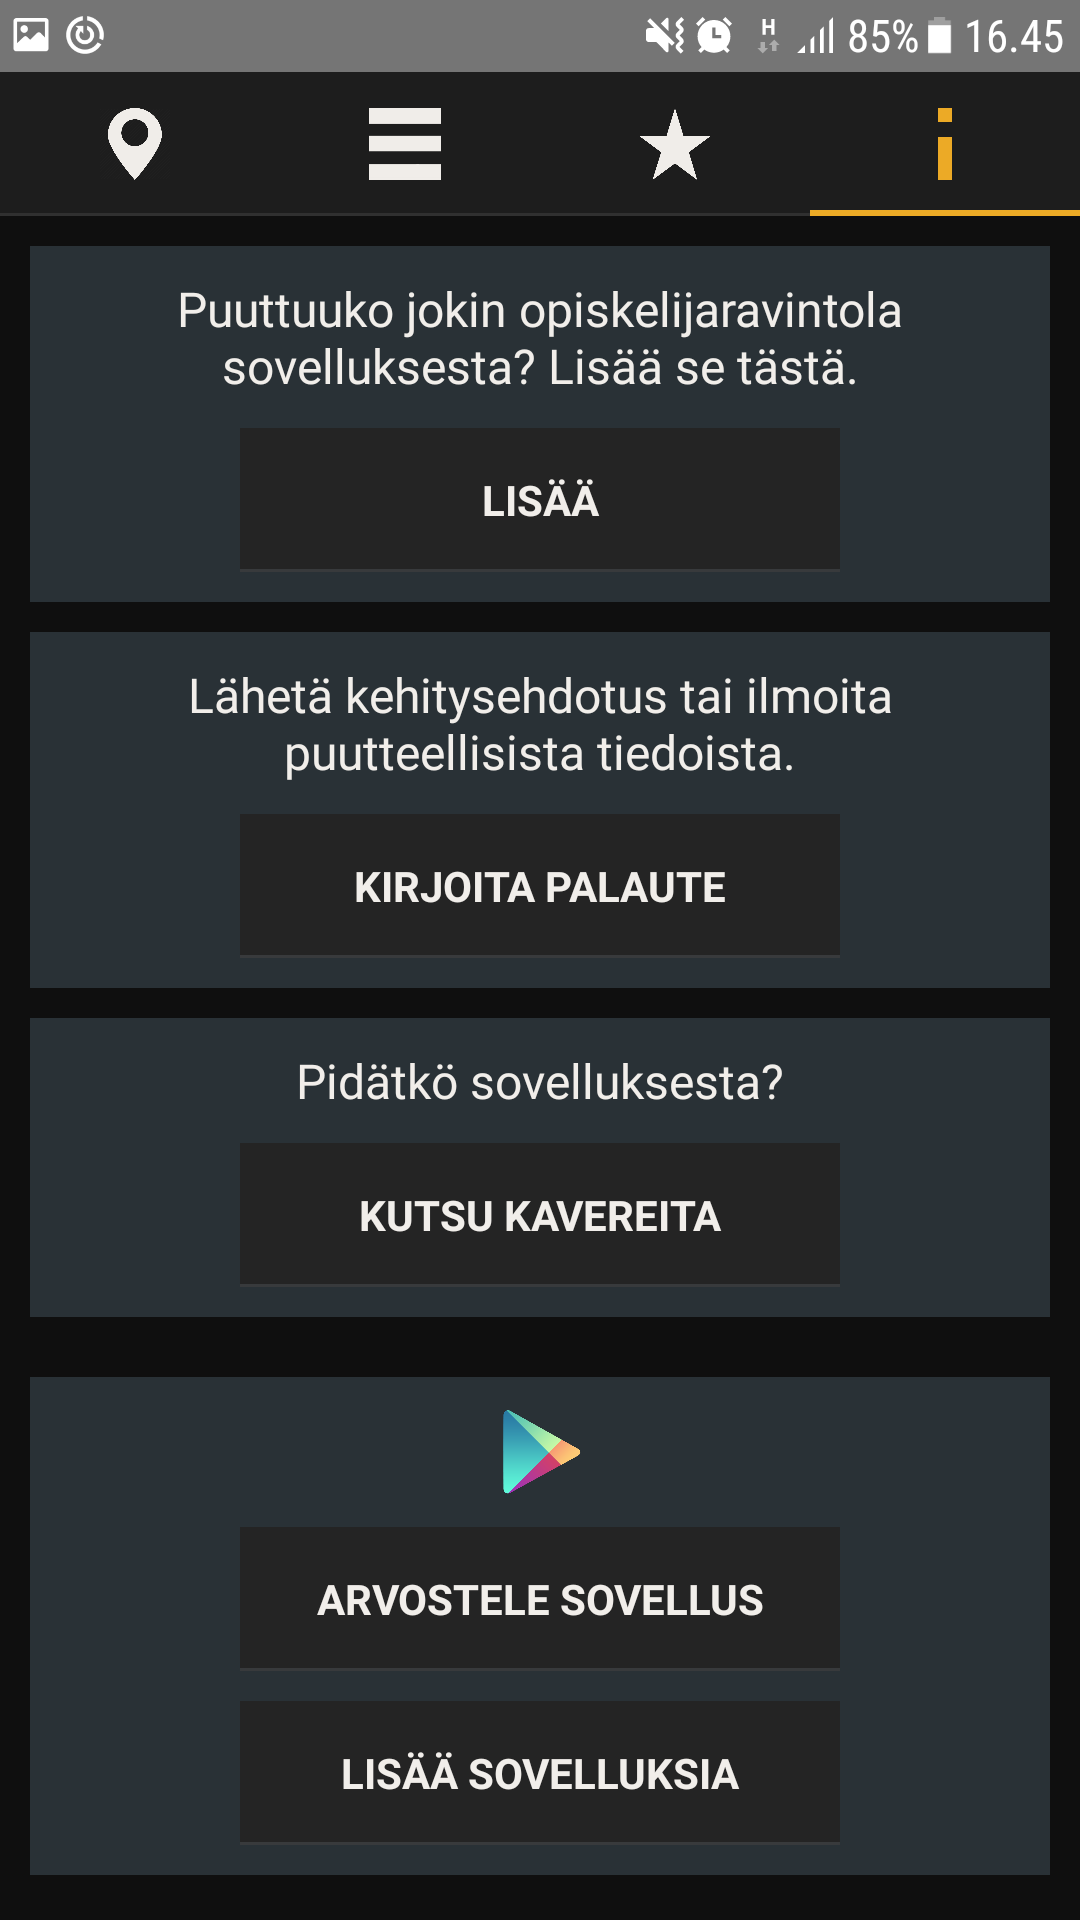 H 85% 16.45
Puuttuuko jokin opiskelijaravintola
sovelluksesta? Lisää se tästä.
LISÄÄ
Lähetä kehitysehdotus tai ilmoita
puutteellisista tiedoista.
KIRJOITA PALAUTE
Pidätkö sovelluksesta?
KUTSU KAVEREITA
ARVOSTELE SOVELLUS
LISÄÄ SOVELLUKSIA